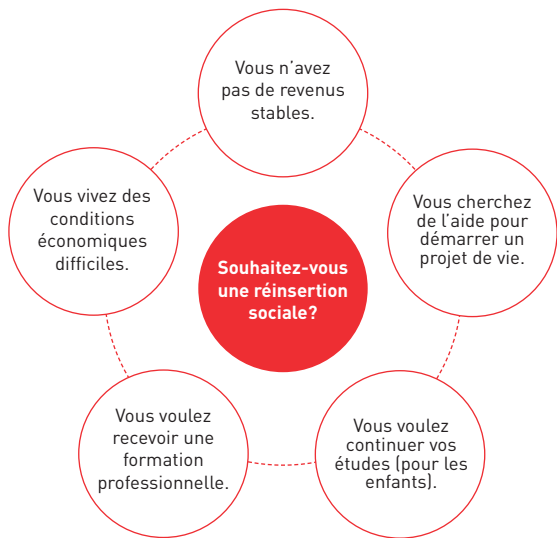 Vous n'avez
pas de revenus
stables.
Vous cherchez
de l'aide pour
démarrer un
projet de vie.
Vous voulez
continuer vos
études (pour les
enfants).
Vous voulez
recevoir une
formation
professionnelle.
Vous vivez des
conditions
économiques
difficiles.
Souhaitez-vous
une réinsertion
sociale?